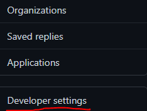 Organizations
Saved replies
Applications
Developer settings